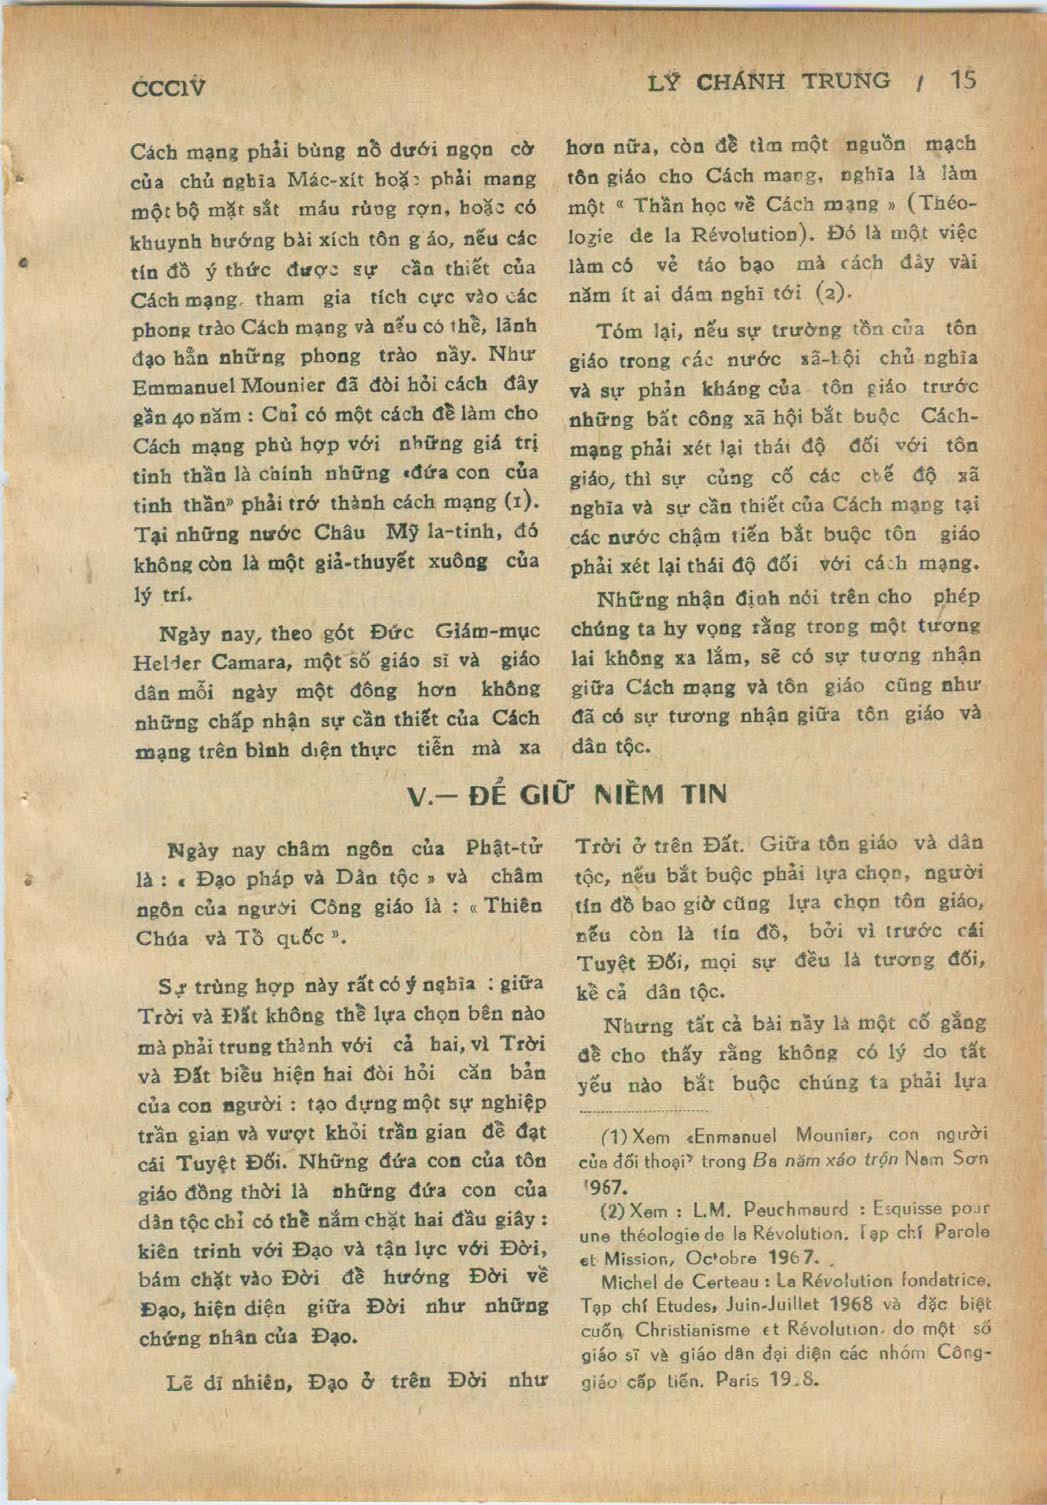 CCCIV
LÝ CHÁNH TRUNG / 15
Cách mạng phải bùng nổ dưới ngọn cờ
của chủ nghĩa Mác-xít hoặc phải mang
một bộ mặt sắt máu rùng rợn, hoặc có
khuynh hướng bài xích tôn giáo, nếu các
tín đồ ý thức được sự cần thiết của
Cách mạng, tham gia tích cực vào các
phong trào Cách mạng và nếu có thể, lãnh
đạo hẳn những phong trào nầy. Như
Emmanuel Mounier đã đòi hỏi cách đây
gần 40 năm : Chỉ có một cách để làm cho
Cách mạng phù hợp với những giá trị
tinh thần là chính những «đứa con của
tinh thần» phải trở thành cách mạng (1).
Tại những nước Châu Mỹ la-tinh, đó
không còn là một giả-thuyết xuông của
lý trí.
Ngày nay, theo gót Đức Giám-mục
Helder Camara, một số giáo sĩ và giáo
dân mỗi ngày một đông hơn không
những chấp nhận sự cần thiết của Cách
mạng trên bình diện thực tiễn mà xa
hơn nữa, còn để tìm một nguồn mạch
tôn giáo cho Cách mạng, nghĩa là làm
một « Thần học về Cách mạng » (Théo-
logie de la Révolution). Đó là một việc
làm có vẻ táo bạo mà cách đây vài
năm ít ai dám nghĩ tới (2).
Tóm lại, nếu sự trường tồn của tôn
giáo trong các nước xã-hội chủ nghĩa
và sự phản kháng của tôn giáo trước
những bất công xã hội bắt buộc Cách-
mạng phải xét lại thái độ đối với tôn
giáo, thì sự củng cố các chế độ xã
nghĩa và sự cần thiết của Cách mạng tại
các nước chậm tiến bắt buộc tôn giáo
phải xét lại thái độ đối với cách mạng.
Những nhận định nói trên cho phép
chúng ta hy vọng rằng trong một tương
lai không xa lắm, sẽ có sự tương nhận
giữa Cách mạng và tôn giáo cũng như
đã có sự tương nhận giữa tôn giáo và
dân tộc.
V.— ĐỂ GIỮ NIỀM TIN
Ngày nay châm ngôn của Phật-tử
là : « Đạo pháp và Dân tộc » và châm
ngôn của người Công giáo là : « Thiên
Chúa và Tổ quốc ».
Sự trùng hợp này rất có ý nghĩa : giữa
Trời và Đất không thể lựa chọn bên nào
mà phải trung thành với cả hai, vì Trời
và Đất biểu hiện hai đòi hỏi căn bản
của con người : tạo dựng một sự nghiệp
trần gian và vượt khỏi trần gian để đạt
cái Tuyệt Đối. Những đứa con của tôn
giáo đồng thời là những đứa con của
dân tộc chỉ có thể nắm chặt hai đầu giây :
kiên trinh với Đạo và tận lực với Đời,
bám chặt vào Đời để hướng Đời về
Đạo, hiện diện giữa Đời như những
chứng nhân của Đạo.
Lẽ dĩ nhiên, Đạo ở trên Đời như
Trời ở trên Đất. Giữa tôn giáo và dân
tộc, nếu bắt buộc phải lựa chọn, người
tín đồ bao giờ cũng lựa chọn tôn giáo,
nếu còn là tín đồ, bởi vì trước cái
Tuyệt Đối, mọi sự đều là tương đối,
kể cả dân tộc.
Nhưng tất cả bài nầy là một cố gắng
để cho thấy rằng không có lý do tất
yếu nào bắt buộc chúng ta phải lựa
(1) Xem «Enmanuel Mounier, con người
của đối thoại» trong Ba năm xáo trộn Nam Sơn
1967.
(2) Xem : L.M. Peuchmaurd : Esquisse pour
une théologie de la Révolution. Tạp chí Parole
et Mission, Octobre 1967.
Michel de Certeau : La Révolution fondatrice.
Tạp chí Etudes, Juin-Juillet 1968 và đặc biệt
cuốn Christianisme et Révolution, do một số
giáo sĩ và giáo dân đại diện các nhóm Công-
giáo cấp tiến. Paris